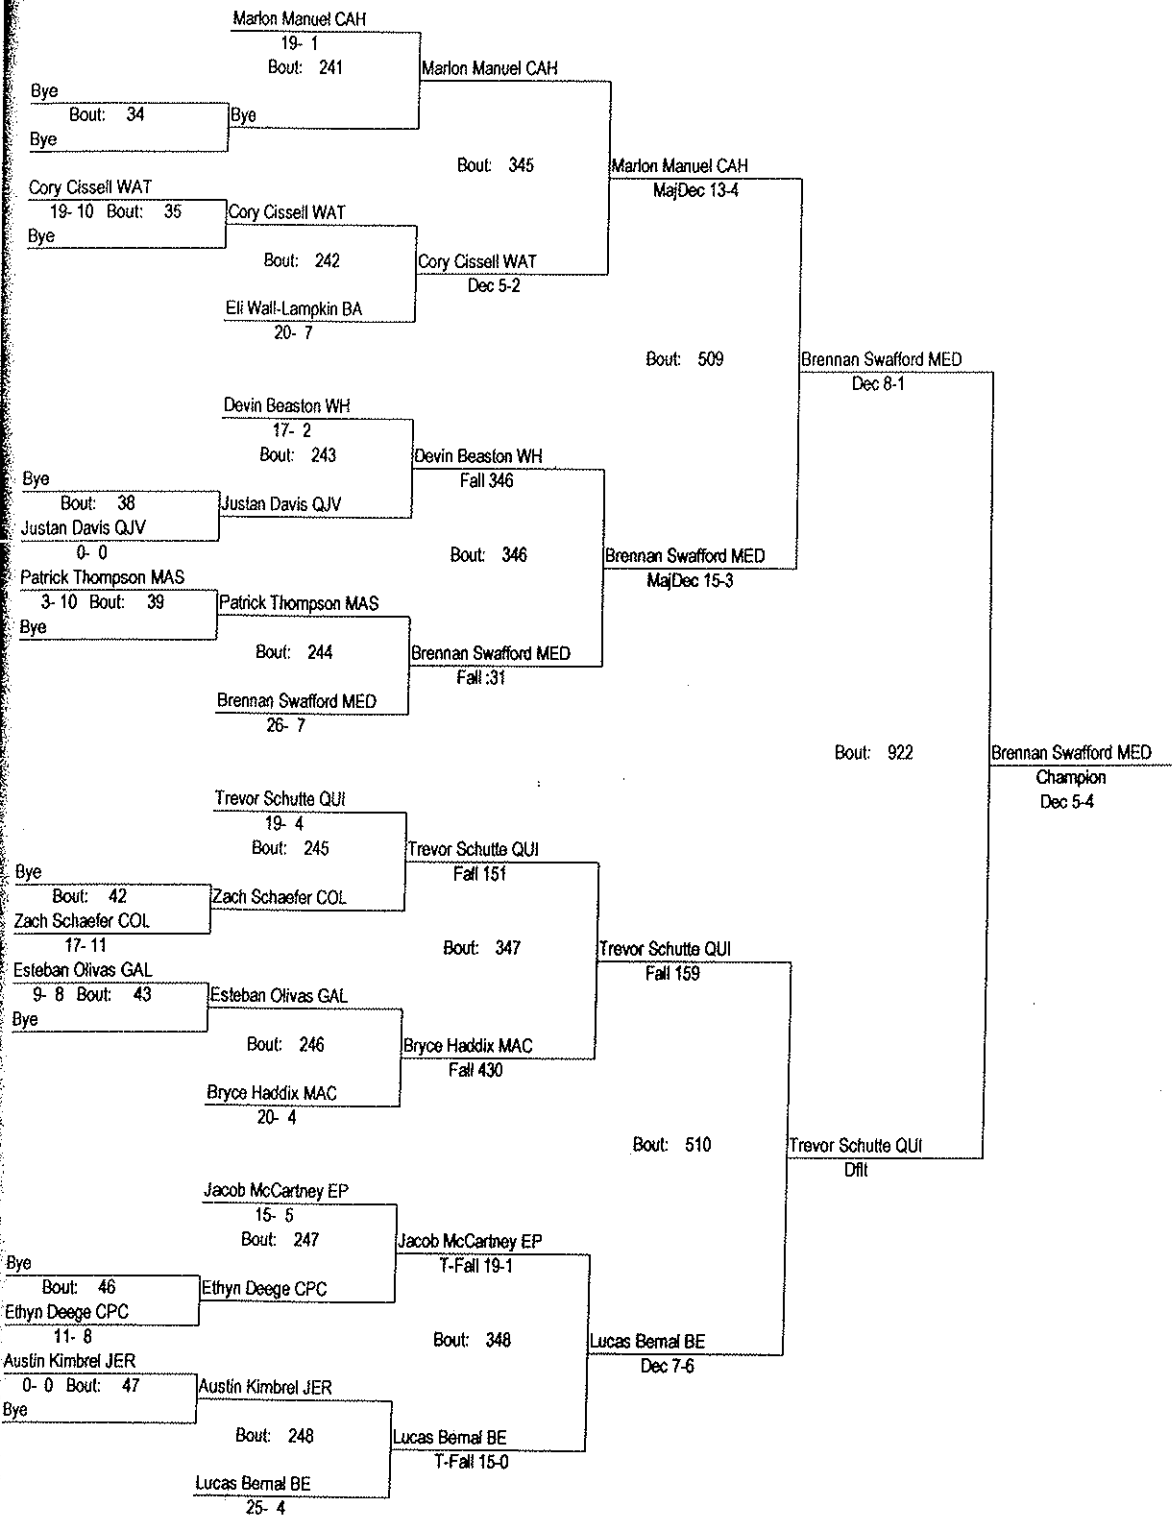 Marlon Manuel CAH
19- 1
Bout: 241
Marlon Manuel CAH
Bye
Bout: 34
Bye
Bye
Bout: 345
Marlon Manuel CAH
MajDec 13-4
Cory Cissell WAT
19- 10 Bout: 35
Cory Cissell WAT
Bye
Bout: 242
Cory Cissell WAT
Dec 5-2
Eli Wall-Lampkin BA
20- 7
Bout: 509
Brennan Swafford MED
Dec 8-1
Devin Beaston WH
17- 2
Bout: 243
Devin Beaston WH
Fall 346
Bye
Bout: 38
Justan Davis QJV
Justan Davis QJV
0- 0
Bout: 346
Brennan Swafford MED
MajDec 15-3
Patrick Thompson MAS
3- 10 Bout: 39
Patrick Thompson MAS
Bye
Bout: 244
Brennan Swafford MED
Fall :31
Brennan Swafford MED
26- 7
Bout: 922
Brennan Swafford MED
Champion
Dec 5-4
Trevor Schutte QUI
19- 4
Bout: 245
Trevor Schutte QUI
Fall 151
Bye
Bout: 42
Zach Schaefer COL
Zach Schaefer COL
17- 11
Bout: 347
Trevor Schutte QUI
Fall 159
Esteban Olivas GAL
9- 8 Bout: 43
Esteban Olivas GAL
Bye
Bout: 246
Bryce Haddix MAC
Fall 430
Bryce Haddix MAC
20- 4
Bout: 510
Trevor Schutte QUI
Dflt
Jacob McCartney EP
15- 5
Bout: 247
Jacob McCartney EP
T-Fall 19-1
Bye
Bout: 46
Ethyn Deege CPC
Ethyn Deege CPC
11- 8
Bout: 348
Lucas Bernal BE
Dec 7-6
Austin Kimbrel JER
0- 0 Bout: 47
Austin Kimbrel JER
Bye
Bout: 248
Lucas Bernal BE
T-Fall 15-0
Lucas Bernal BE
25- 4